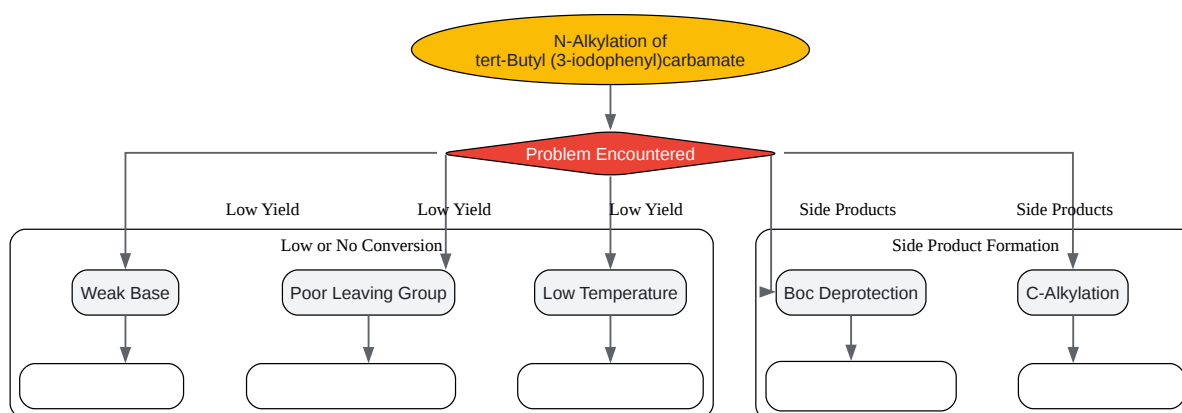 N-Alkylation of
tert-Butyl (3-iodophenyl)carbamate
Problem Encountered
Low Yield
Low Yield
Low Yield
Side Products
Side Products
Low or No Conversion
Side Product Formation
Weak Base
Poor Leaving Group
Low Temperature
Boc Deprotection
C-Alkylation